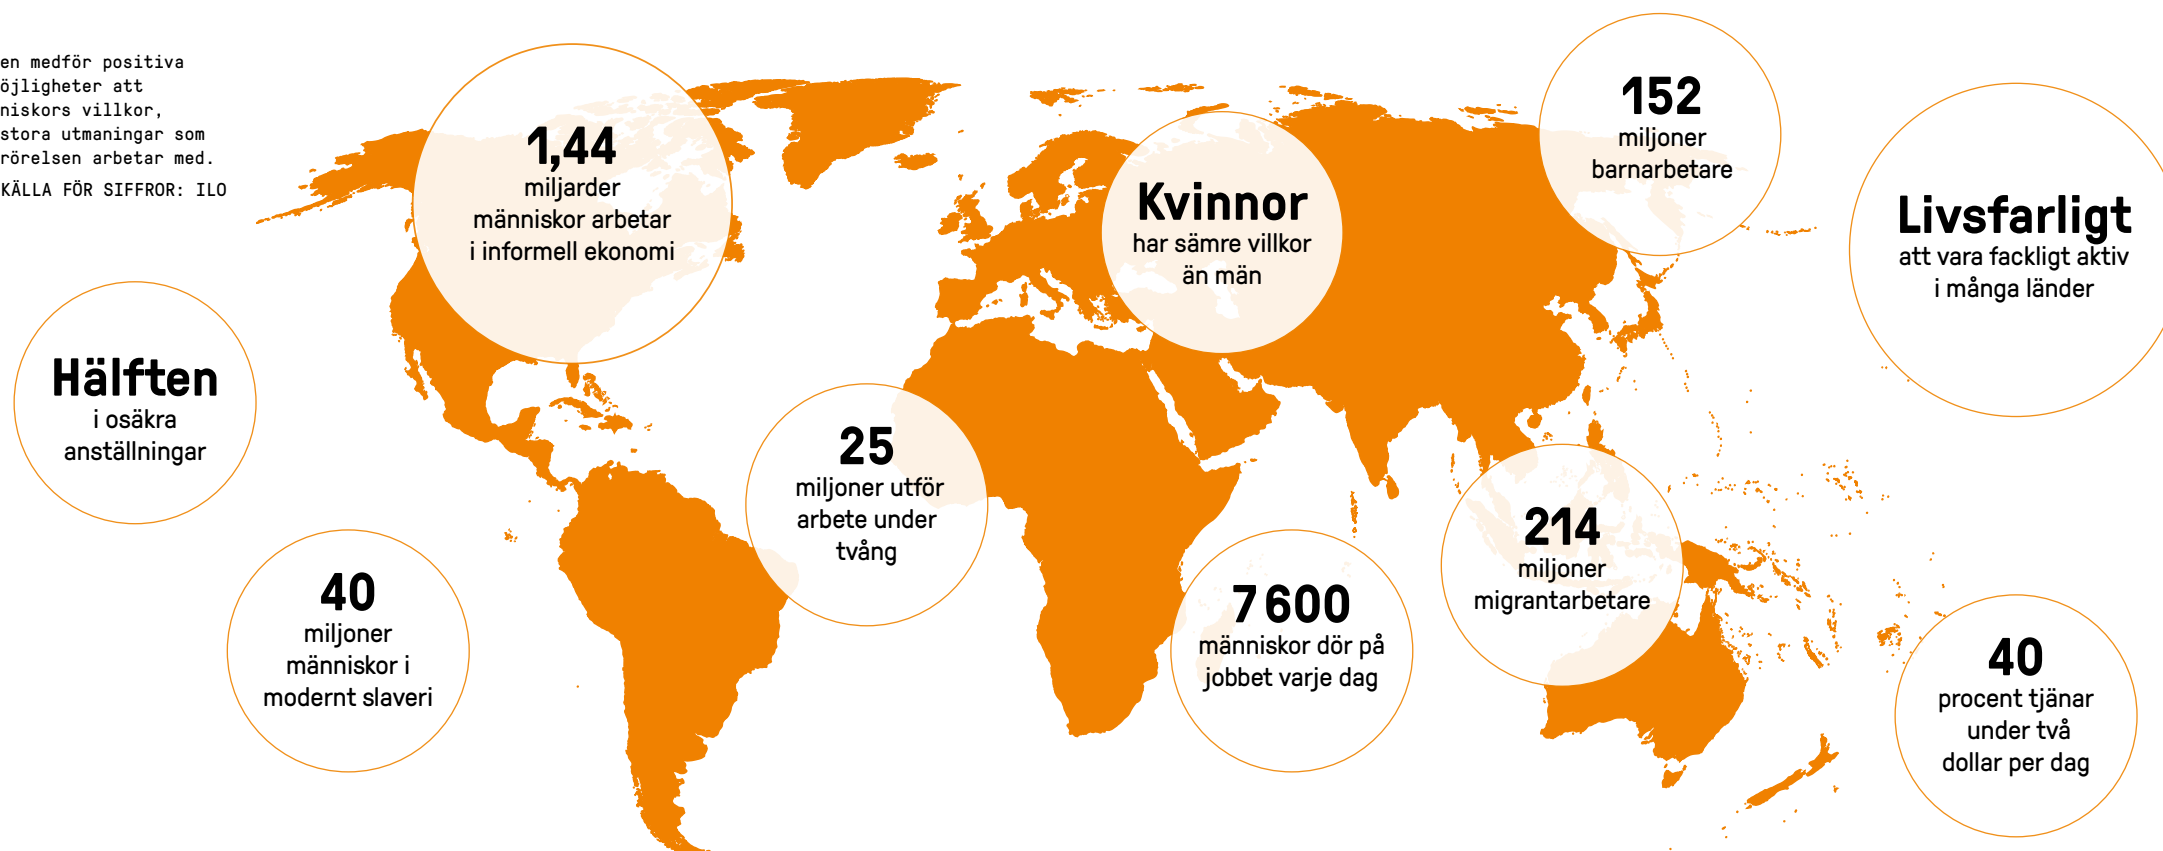 en medför positiva
öjligheter att
niskors villkor,
stora utmaningar som
rörelsen arbetar med.
KÄLLA FÖR SIFFROR: ILO
1,44
miljarder
människor arbetar
i informell ekonomi
Kvinnor
har sämre villkor
än män
152
miljoner
barnarbetare
Livsfarligt
att vara fackligt aktiv
i många länder
Hälften
i osäkra
anställningar
25
miljoner utför
arbete under
tvång
40
miljoner
människor i
modernt slaveri
7 600
människor dör på
jobbet varje dag
214
miljoner
migrantarbetare
40
procent tjänar
under två
dollar per dag